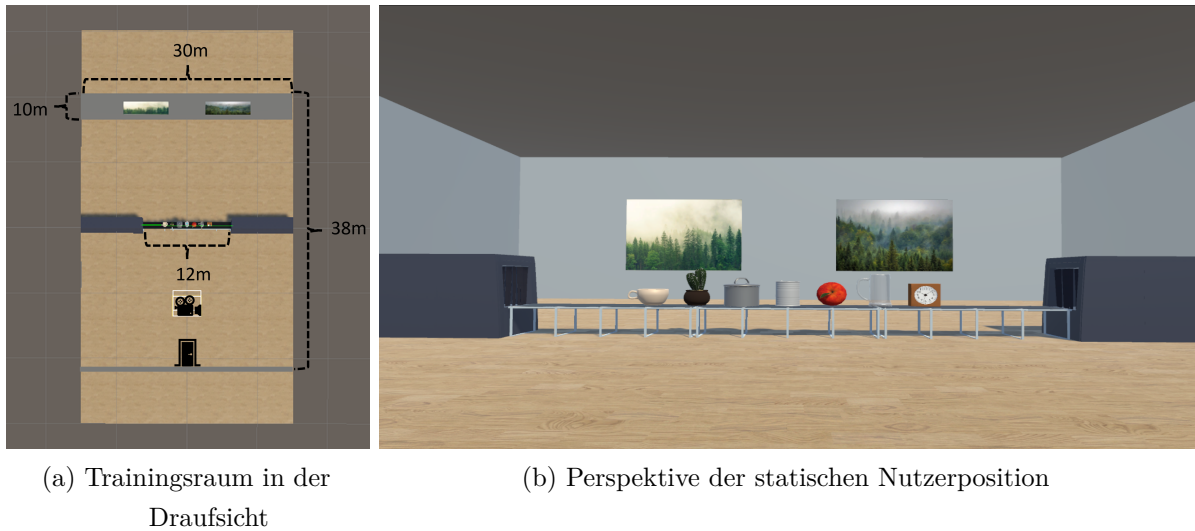 30m
10m
38m
12m
(a) Trainingsraum in der
Draufsicht
(b) Perspektive der statischen Nutzerposition